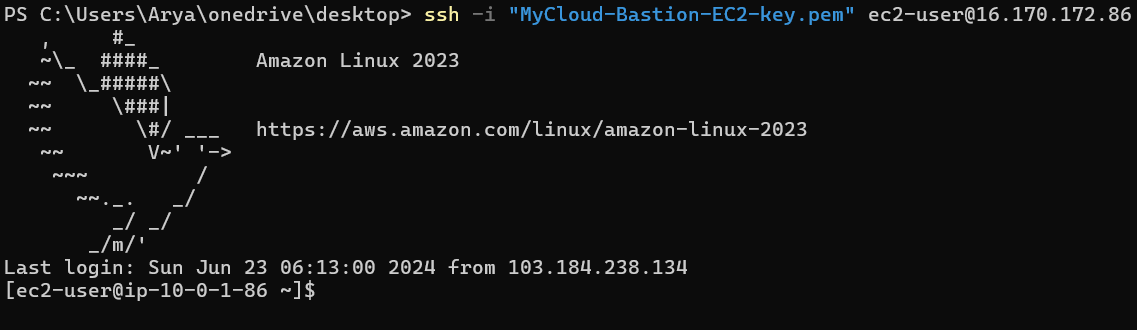 PS C:\Users\Arya\onedrive\desktop> ssh -i "MyCloud-Bastion-EC2-key.pem" ec2-user@16.170.172.86
   ,     #_
   ~\_  ####_        Amazon Linux 2023
  ~~  \_#####\
  ~~     \###|
  ~~       \#/ ___   https://aws.amazon.com/linux/amazon-linux-2023
   ~~       V~' '->
    ~~~         /
      ~~._.   _/
         _/ _/
       _/m/'
Last login: Sun Jun 23 06:13:00 2024 from 103.184.238.134
[ec2-user@ip-10-0-1-86 ~]$